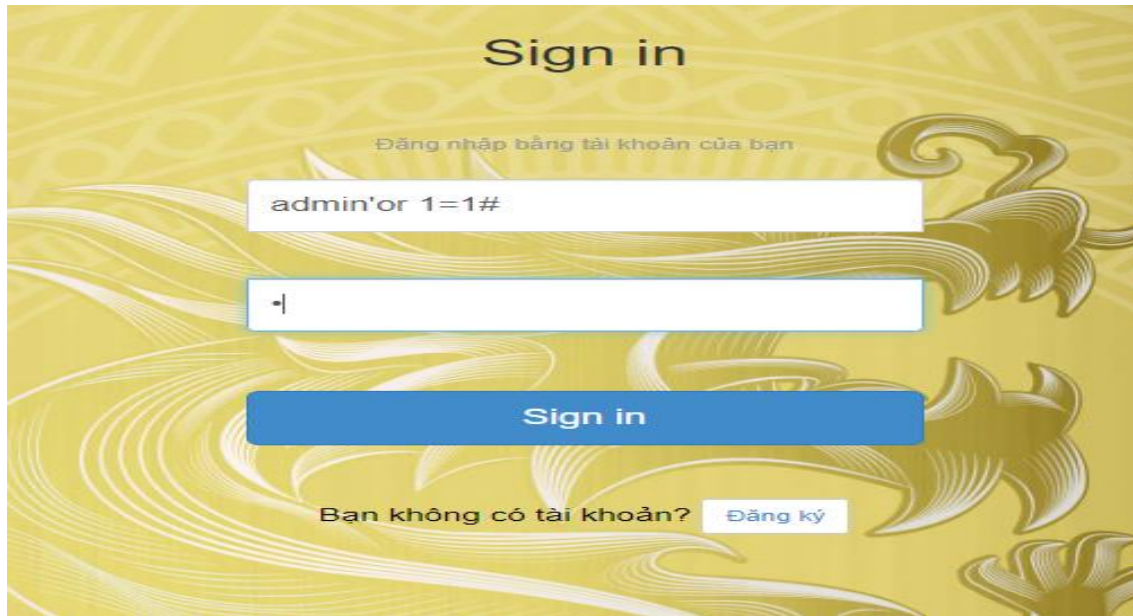 Sign in
Đăng nhập bằng tài khoản của bạn
admin'or 1=1#
Sign in
Bạn không có tài khoản? Đăng ký